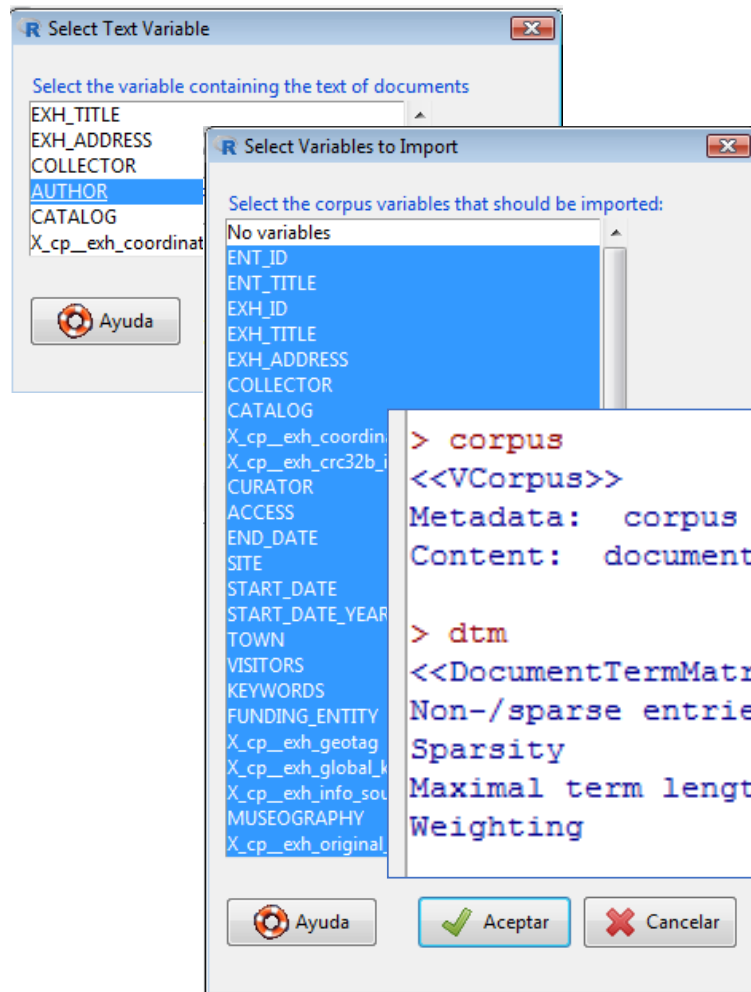 Select Text Variable
Select the variable containing the text of documents
EXH_TITLE
EXH_ADDRESS
COLLECTOR
AUTHOR
CATALOG
X_cp__exh_coordinat
Ayuda
Select Variables to Import
Select the corpus variables that should be imported:
No variables
ENT_ID
ENT_TITLE
EXH_ID
EXH_TITLE
EXH_ADDRESS
COLLECTOR
CATALOG
X_cp__exh_coordin
X_cp__exh_crc32b_i
CURATOR
ACCESS
END_DATE
SITE
START_DATE
START_DATE_YEAR
TOWN
VISITORS
KEYWORDS
FUNDING_ENTITY
X_cp__exh_geotag
X_cp__exh_global_k
X_cp__exh_info_sou
MUSEOGRAPHY
X_cp__exh_original_
Ayuda
Aceptar
Cancelar
> corpus
<<VCorpus>>
Metadata:  corpus
Content:  document
> dtm
<<DocumentTermMatr
Non-/sparse entrie
Sparsity
Maximal term lengt
Weighting